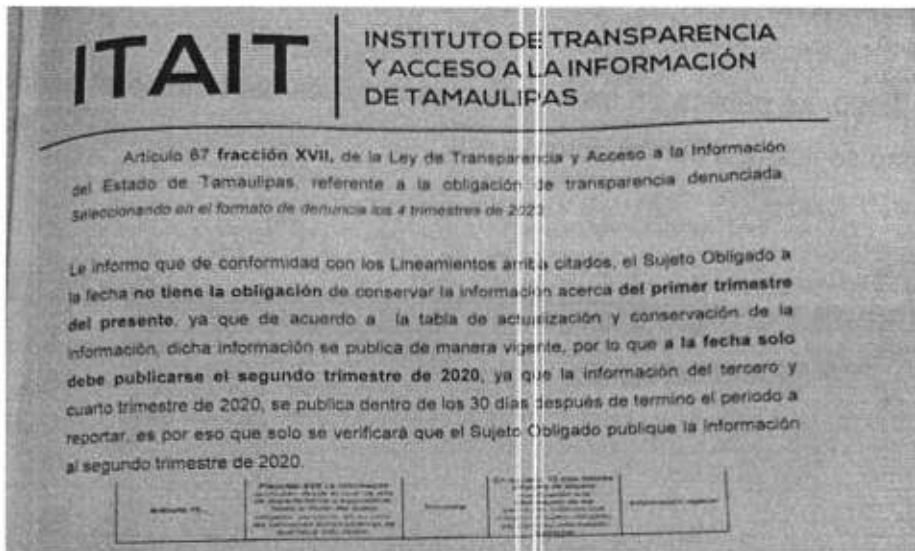 ITAIT
INSTITUTO DE TRANSPARENCIA
Y ACCESO A LA INFORMACIÓN
DE TAMAULIPAS
Artículo 67 fracción XVII, de la Ley de Transparencia y Acceso a la Información
del Estado de Tamaulipas, referente a la obligación de transparencia denunciada.
Seleccionando en el formato de denuncia los 4 trimestres de
Le informo que de conformidad con los Lineamientos arriba citados, el Sujeto Obligado a
la fecha no tiene la obligación de conservar la información acerca del primer trimestre
del presente, ya que de acuerdo a la tabla de actualización y conservación de la
información, dicha información se publica de manera vigente, por lo que a la fecha solo
debe publicarse el segundo trimestre de 2020, ya que la información del tercero y
cuarto trimestre de 2020, se publica dentro de los 30 días después de termino el periodo a
reportar, es por eso que solo se verificará que el Sujeto Obligado publique la información
al segundo trimestre de 2020.